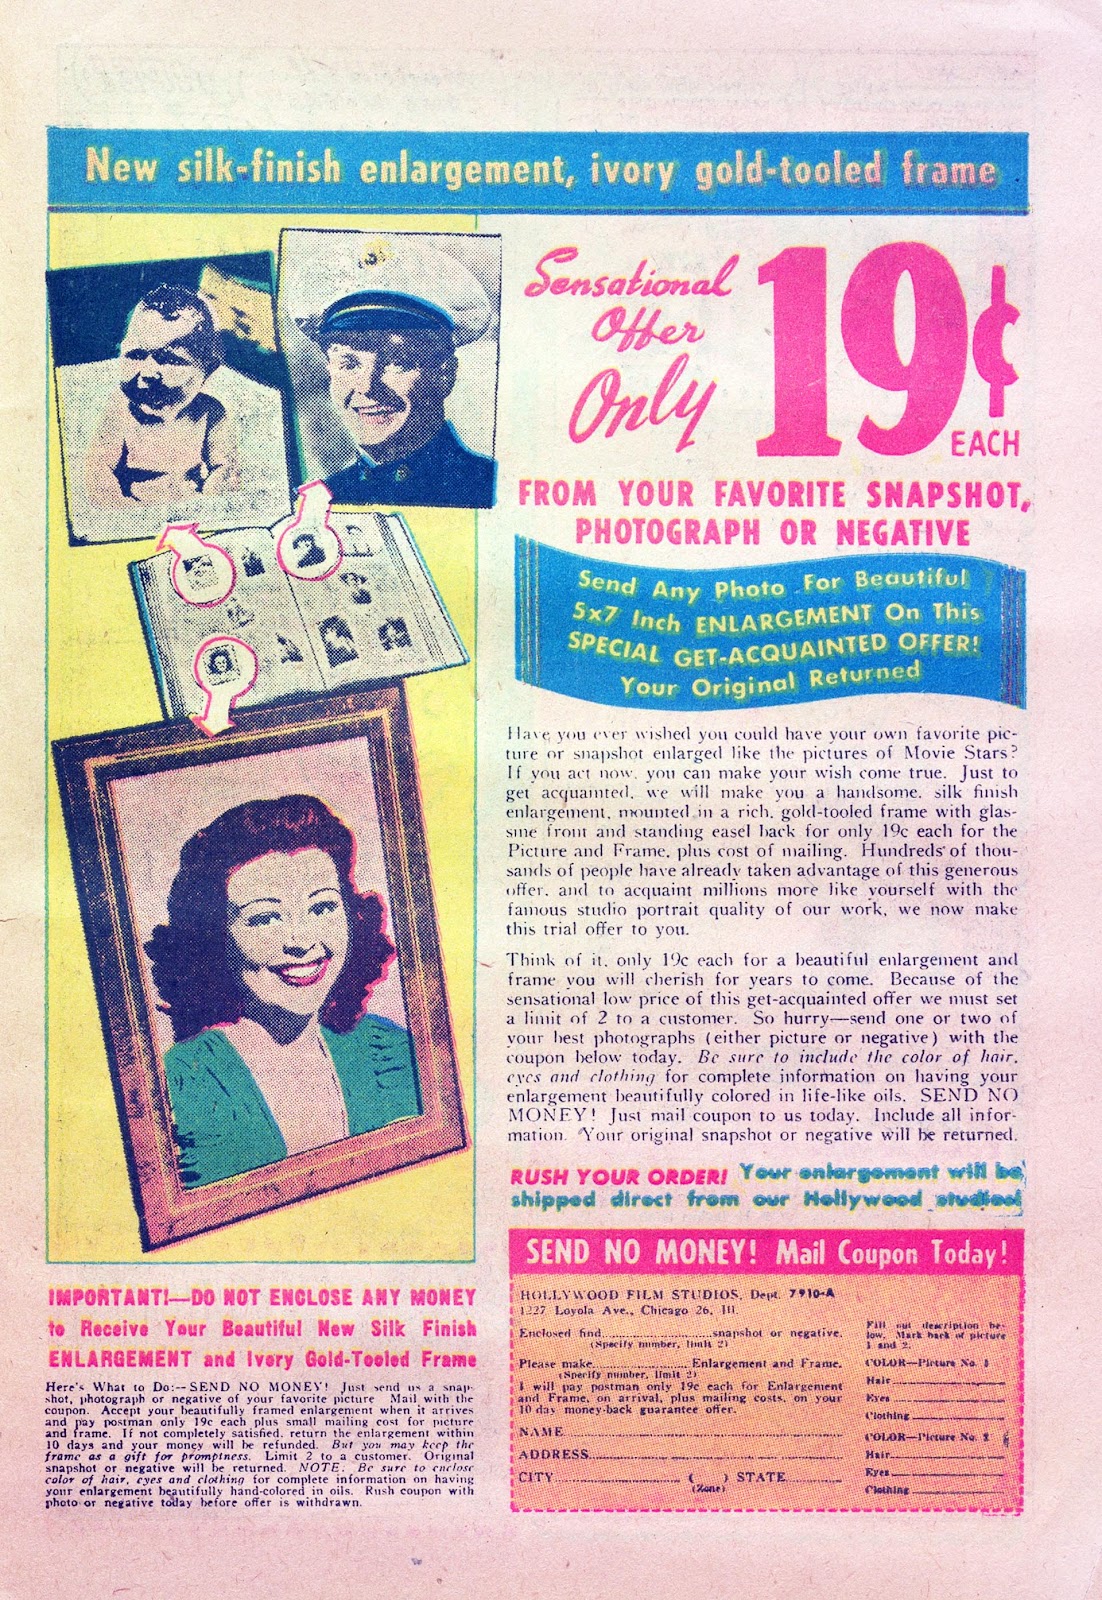 New silk-finish enlargement, ivory gold-tooled frame
Sensational
Offer
Only
19¢
EACH
FROM YOUR FAVORITE SNAPSHOT,
PHOTOGRAPH OR NEGATIVE
Send Any Photo For Beautiful
5x7 Inch ENLARGEMENT On This
SPECIAL GET-ACQUAINTED OFFER!
Your Original Returned
Have you ever wished you could have your own favorite pic-
ture or snapshot enlarged like the pictures of Movie Stars?
If you act now, you can make your wish come true. Just to
get acquainted, we will make you a handsome, silk finish
enlargement, mounted in a rich, gold-tooled frame with glas-
sine front and standing easel back for only 19c each for the
Picture and Frame, plus cost of mailing. Hundreds of thou-
sands of people have already taken advantage of this generous
offer, and to acquaint millions more like yourself with the
famous studio portrait quality of our work, we now make
this trial offer to you.
Think of it, only 19c each for a beautiful enlargement and
frame you will cherish for years to come. Because of the
sensational low price of this get-acquainted offer we must set
a limit of 2 to a customer. So hurry—send one or two of
your best photographs (either picture or negative) with the
coupon below today. Be sure to include the color of hair,
eyes and clothing for complete information on having your
enlargement beautifully colored in life-like oils. SEND NO
MONEY! Just mail coupon to us today. Include all infor-
mation. Your original snapshot or negative will be returned.
RUSH YOUR ORDER! Your enlargement will be
shipped direct from our Hollywood studios!
IMPORTANT!—DO NOT ENCLOSE ANY MONEY
to Receive Your Beautiful New Silk Finish
ENLARGEMENT and Ivory Gold-Tooled Frame
Here's What to Do:--SEND NO MONEY! Just send us a snap-
shot, photograph or negative of your favorite picture Mail with the
coupon. Accept your beautifully framed enlargement when it arrives
and pay postman only 19c each plus small mailing cost for picture
and frame. If not completely satisfied, return the enlargement within
10 days and your money will be refunded. But you may keep the
frame as a gift for promptness. Limit 2 to a customer. Original
snapshot or negative will be returned. NOTE. Be sure to enclose
color of hair, eyes and clothing for complete information on having
your enlargement beautifully hand-colored in oils. Rush coupon with
photo or negative today before offer is withdrawn.
SEND NO MONEY! Mail Coupon Today!
HOLLYWOOD FILM STUDIOS, Dept. 7910-A
1227 Loyola Ave., Chicago 26, Ill.
Enclosed find..............................snapshot or negative.
(Specify number, limit 2)
Please make..........................Enlargement and Frame.
(Specify number, limit 2)
I will pay postman only 19c each for Enlargement
and Frame, on arrival, plus mailing costs, on your
10 day money-back guarantee offer.
NAME
ADDRESS
CITY ( ) STATE
(Zone)
Fill out description be-
low. Mark back of picture
1 and 2.
COLOR—Picture No. 1
Hair
Eyes
Clothing
COLOR—Picture No. 2
Hair
Eyes
Clothing